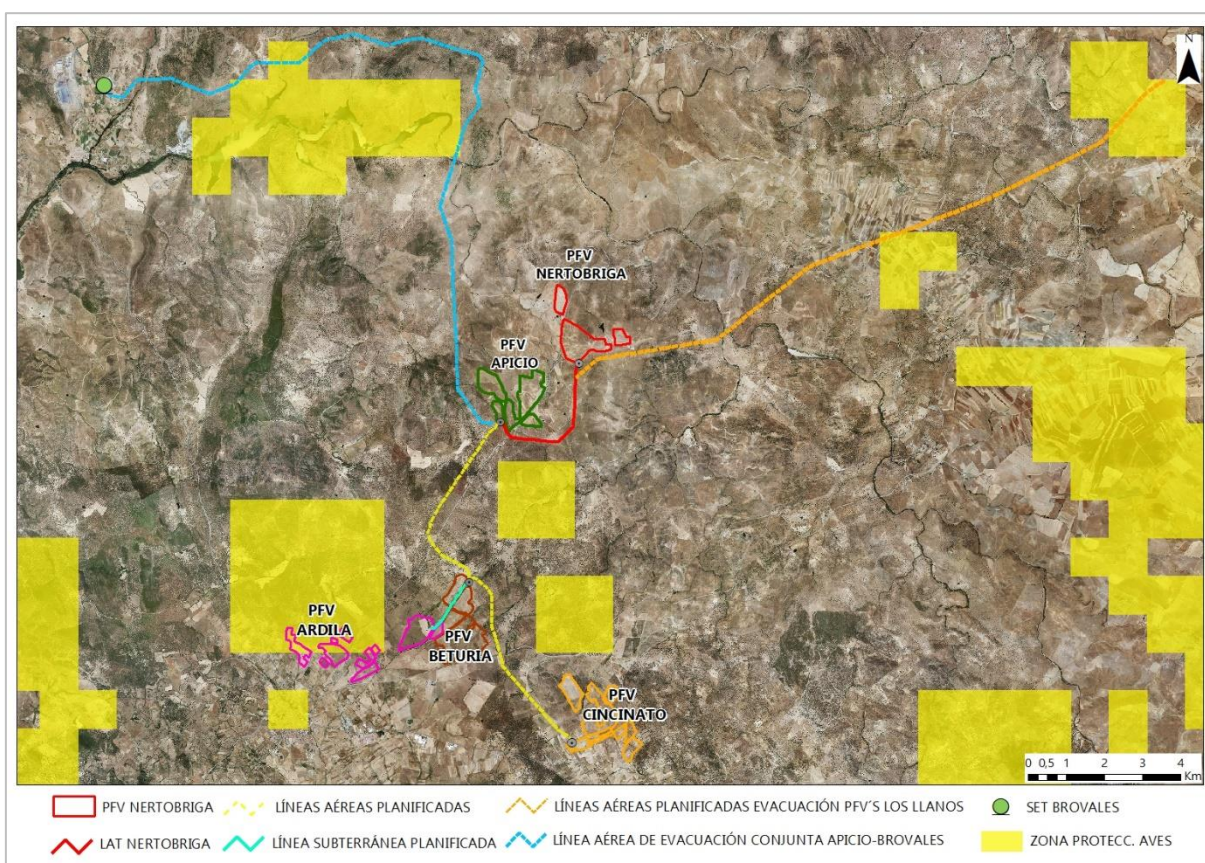 N
PFV
NERTOBRIGA
PFV
APICIO
PFV
ARDILA
PFV
BETURIA
PFV
CINCINATO
0 0,5 1 2 3 4
Km
PFV NERTOBRIGA
LÍNEAS AÉREAS PLANIFICADAS
LÍNEAS AÉREAS PLANIFICADAS EVACUACIÓN PFV´S LOS LLANOS
SET BROVALES
LAT NERTOBRIGA
LÍNEA SUBTERRÁNEA PLANIFICADA
LÍNEA AÉREA DE EVACUACIÓN CONJUNTA APICIO-BROVALES
ZONA PROTECC. AVES